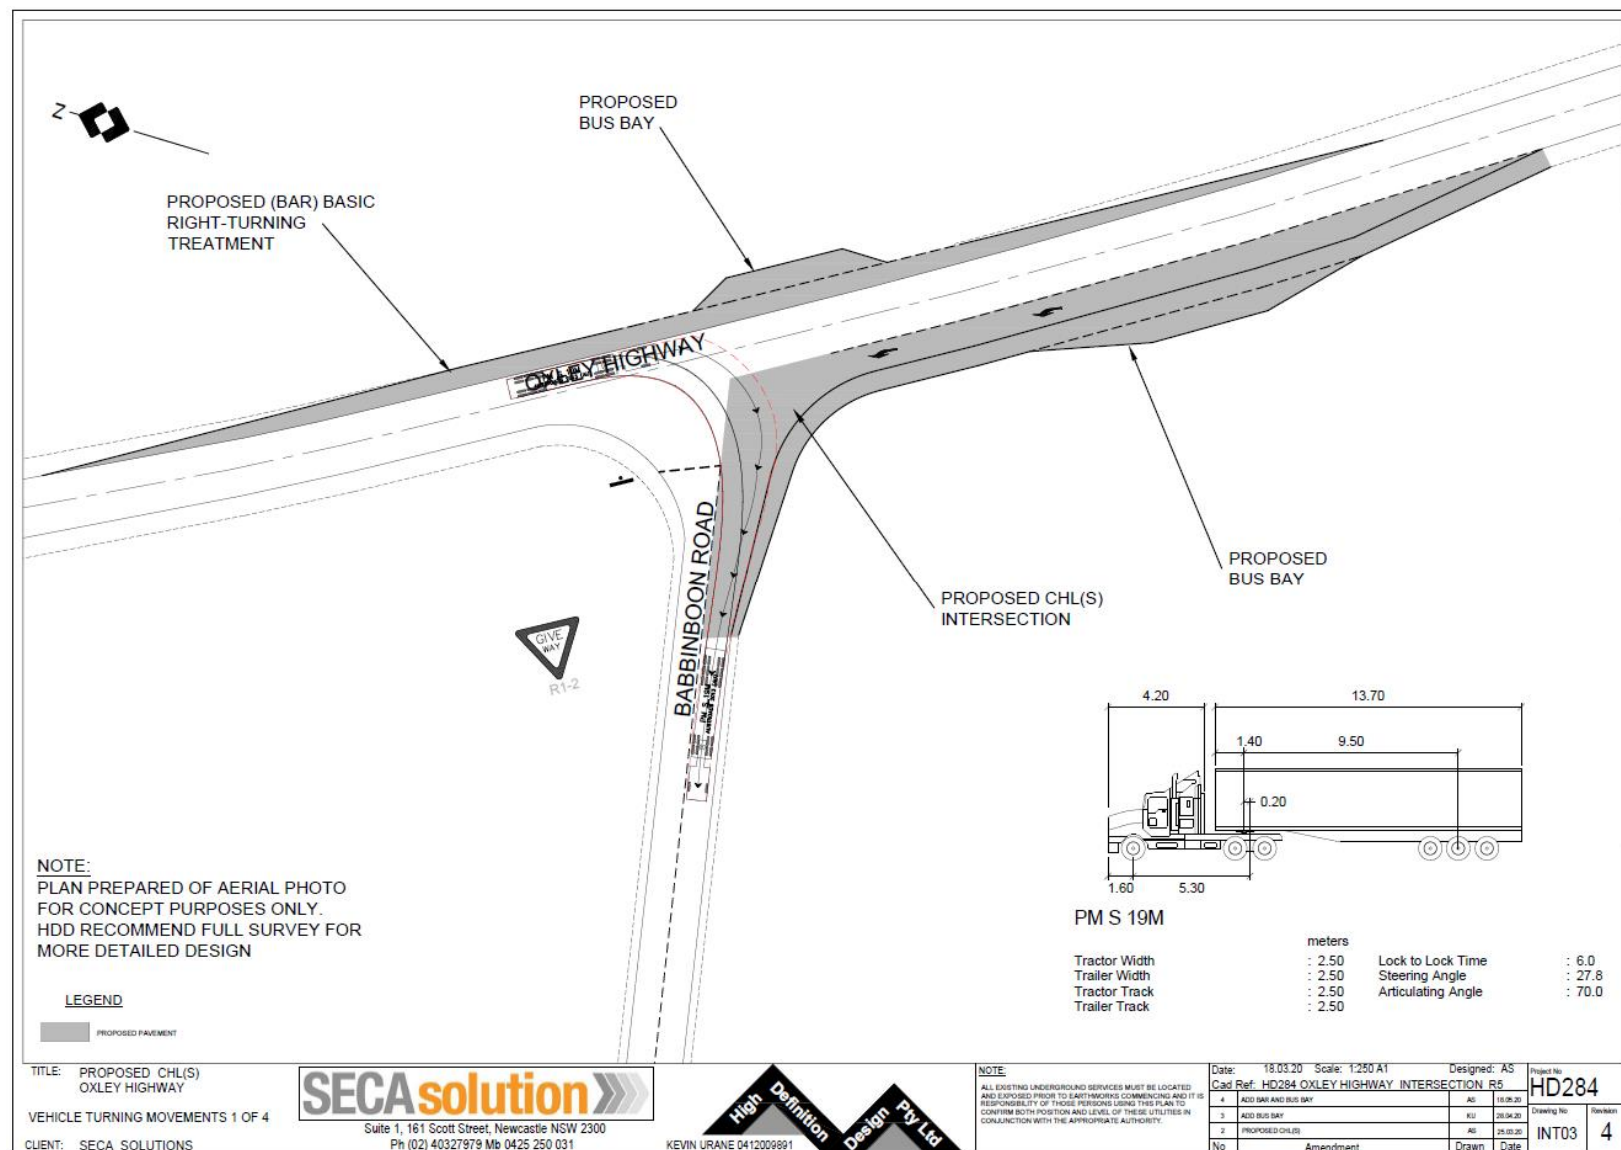 Z
PROPOSED
BUS BAY
PROPOSED (BAR) BASIC
RIGHT-TURNING
TREATMENT
OXLEY HIGHWAY
BABBINBOON ROAD
PM S 19M
GIVE
WAY
R1-2
PROPOSED
BUS BAY
PROPOSED CHL(S)
INTERSECTION
4.20
13.70
1.40
9.50
0.20
1.60
5.30
PM S 19M
meters
Tractor Width : 2.50 Lock to Lock Time : 6.0
Trailer Width : 2.50 Steering Angle : 27.8
Tractor Track : 2.50 Articulating Angle : 70.0
Trailer Track : 2.50
NOTE:
PLAN PREPARED OF AERIAL PHOTO
FOR CONCEPT PURPOSES ONLY.
HDD RECOMMEND FULL SURVEY FOR
MORE DETAILED DESIGN
LEGEND
PROPOSED PAVEMENT
TITLE: PROPOSED CHL(S)
OXLEY HIGHWAY
VEHICLE TURNING MOVEMENTS 1 OF 4
CLIENT: SECA SOLUTIONS
SECAsolution
Suite 1, 161 Scott Street, Newcastle NSW 2300
Ph (02) 40327979 Mb 0425 250 031
High Definition Design Pty Ltd
KEVIN URANE 0412009891
NOTE:
ALL EXISTING UNDERGROUND SERVICES MUST BE LOCATED
AND EXPOSED PRIOR TO EARTHWORKS COMMENCING AND IT IS
RESPONSIBILITY OF THOSE PERSONS USING THIS PLAN TO
CONFIRM BOTH POSITION AND LEVEL OF THESE UTILITIES IN
CONJUNCTION WITH THE APPROPRIATE AUTHORITY.
Date: 18.03.20 Scale: 1:250 A1 Designed: AS
Cad Ref: HD284 OXLEY HIGHWAY INTERSECTION R5
4 ADD BAR AND BUS BAY AS 18.05.20
3 ADD BUS BAY KU 28.04.20
2 PROPOSED CHL(S) AS 25.03.20
No Amendment Drawn Date
Project No
HD284
Drawing No Revision
INT03 4